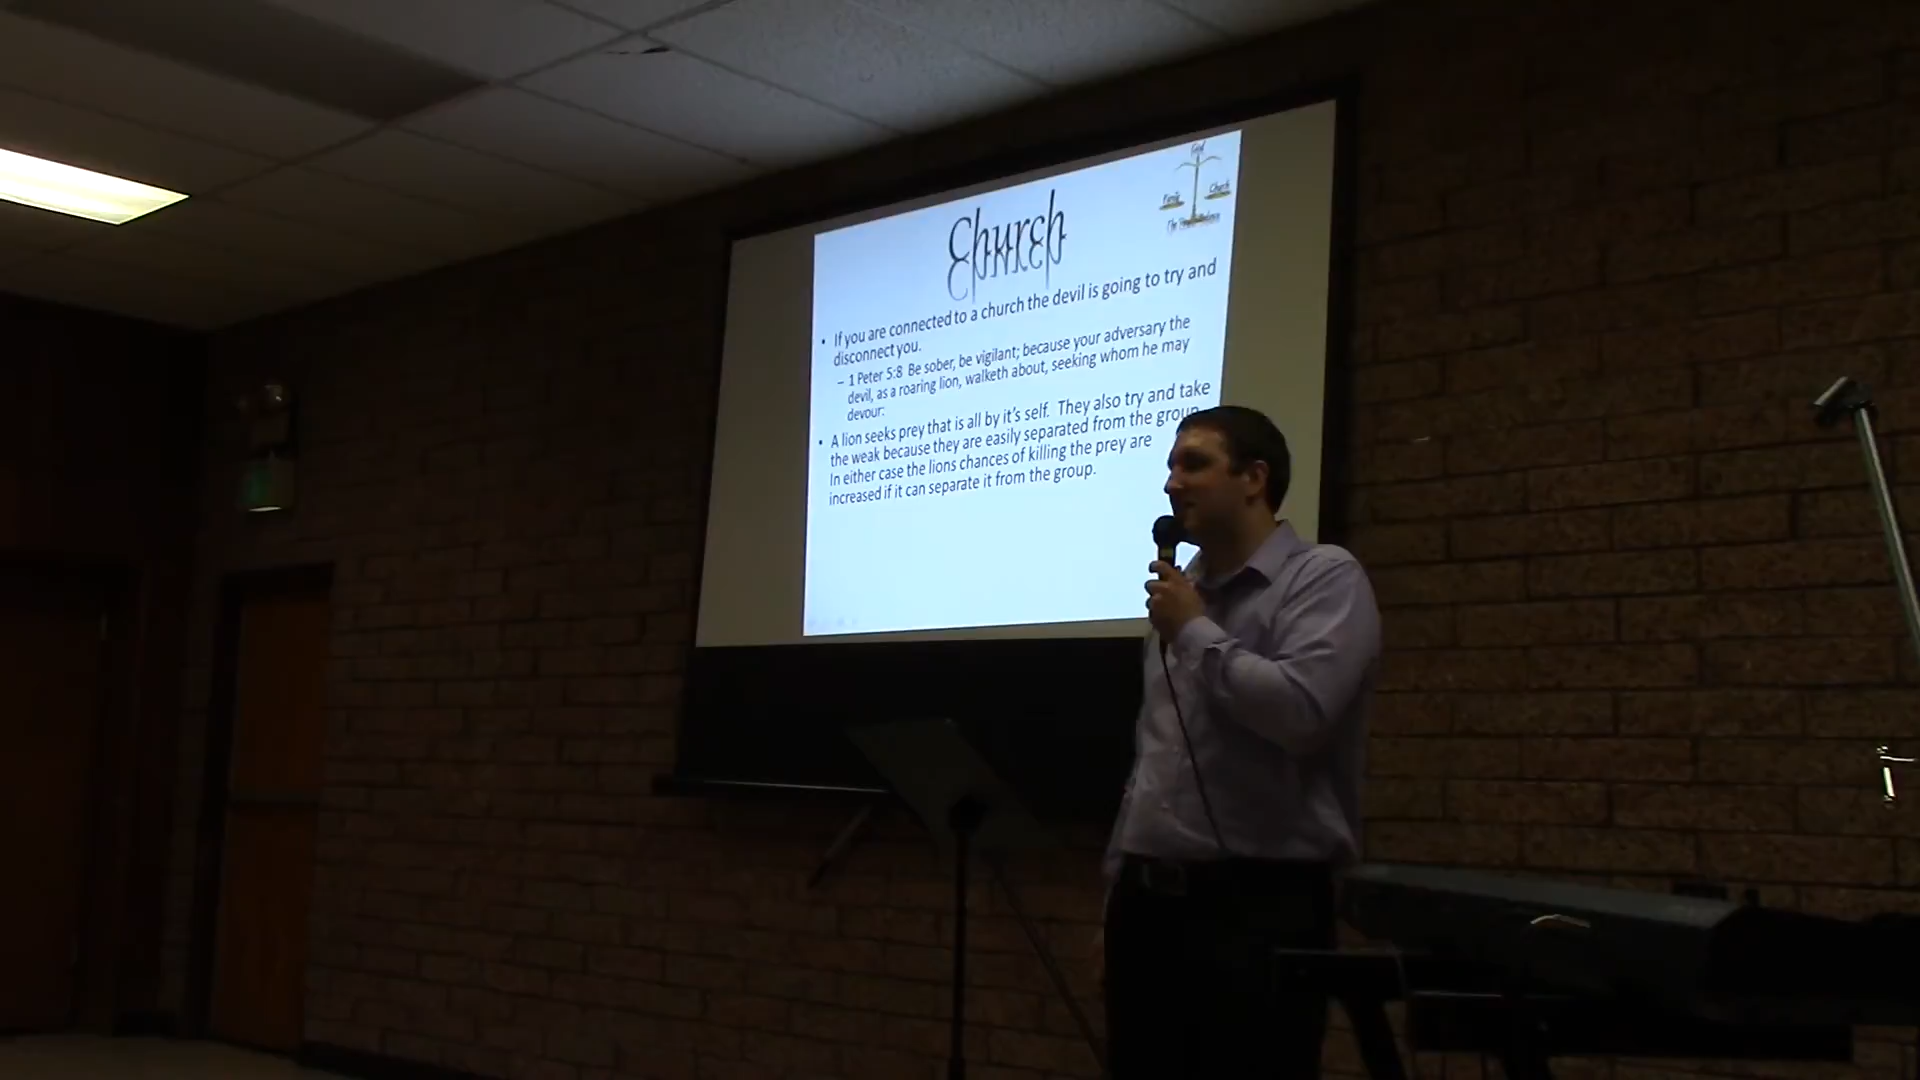 God
Family Church
The
Church
• If you are connected to a church the devil is going to try and
disconnect you.
– 1 Peter 5:8 Be sober, be vigilant; because your adversary the
devil, as a roaring lion, walketh about, seeking whom he may
devour:
• A lion seeks prey that is all by it's self. They also try and take
the weak because they are easily separated from the group
In either case the lions chances of killing the prey are
increased if it can separate it from the group.